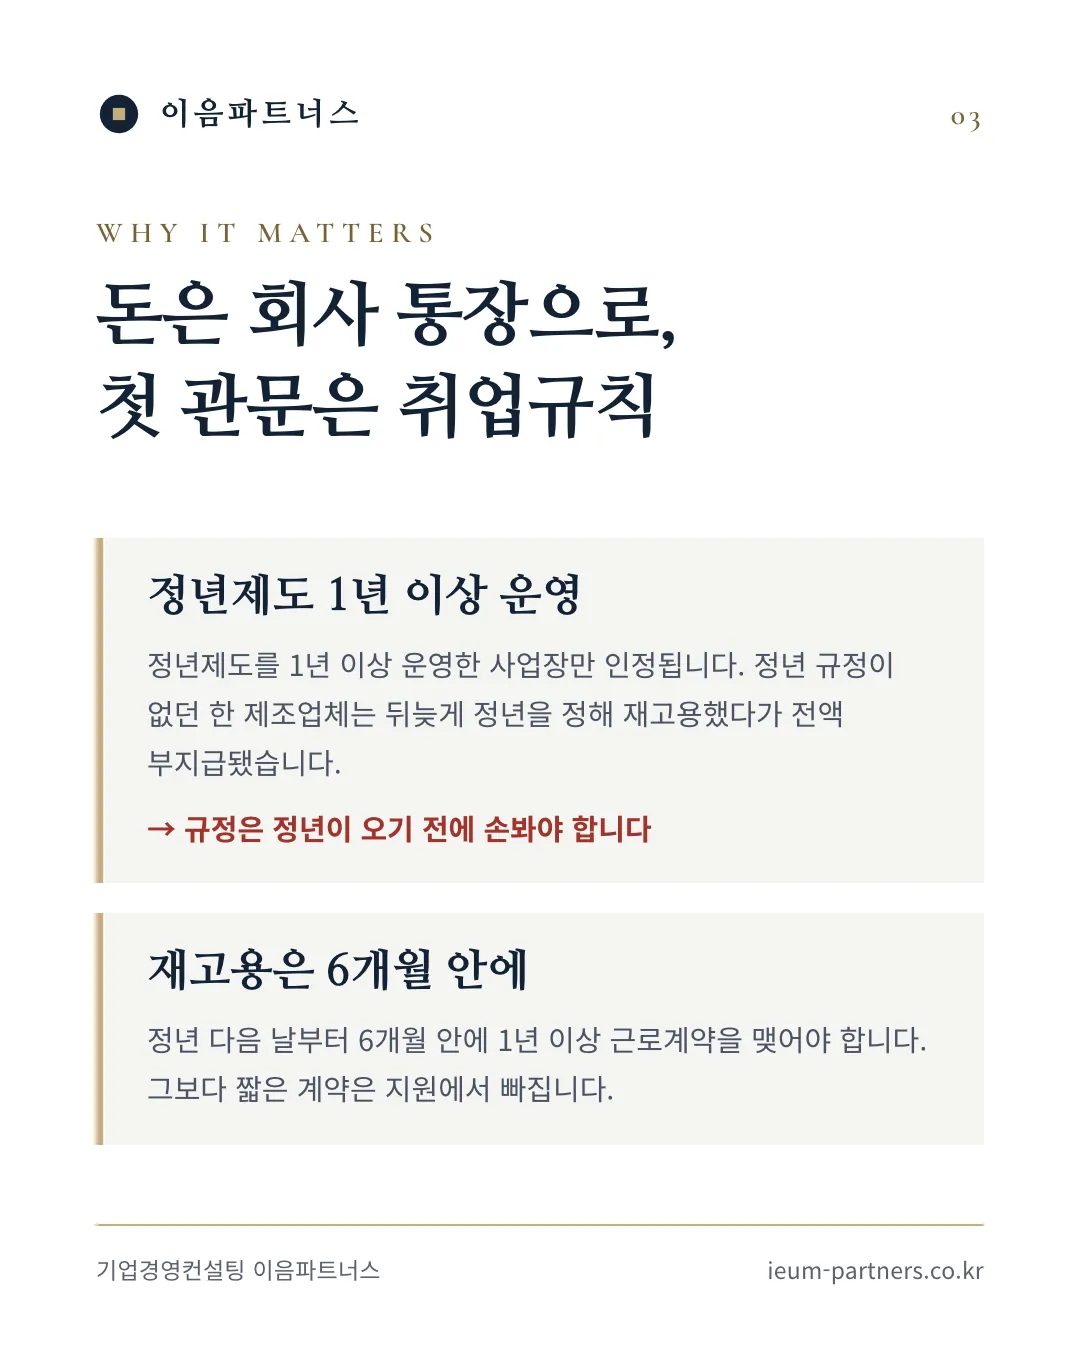 이음파트너스
03
WHY IT MATTERS
돈은 회사 통장으로,
첫 관문은 취업규칙
정년제도 1년 이상 운영
정년제도를 1년 이상 운영한 사업장만 인정됩니다. 정년 규정이
없던 한 제조업체는 뒤늦게 정년을 정해 재고용했다가 전액
부지급됐습니다.
→ 규정은 정년이 오기 전에 손봐야 합니다
재고용은 6개월 안에
정년 다음 날부터 6개월 안에 1년 이상 근로계약을 맺어야 합니다.
그보다 짧은 계약은 지원에서 빠집니다.
기업경영컨설팅 이음파트너스
ieum-partners.co.kr